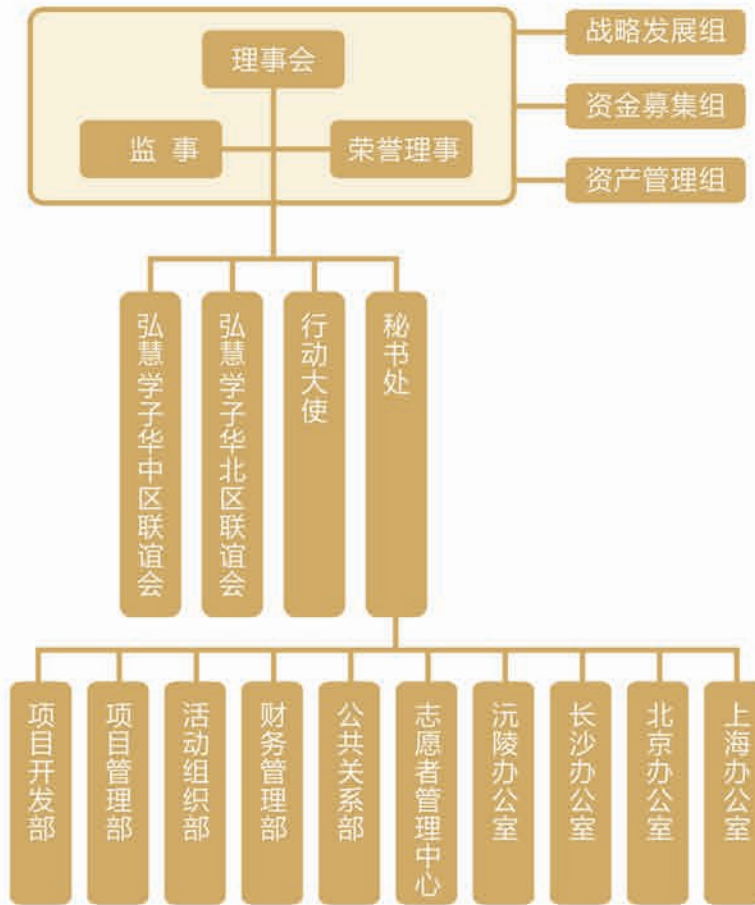 理事会
监 事
荣誉理事
战略发展组
资金募集组
资产管理组
弘慧学子华中区联谊会
弘慧学子华北区联谊会
行动大使
秘书处
项目开发部
项目管理部
活动组织部
财务管理部
公共关系部
志愿者管理中心
沅陵办公室
长沙办公室
北京办公室
上海办公室